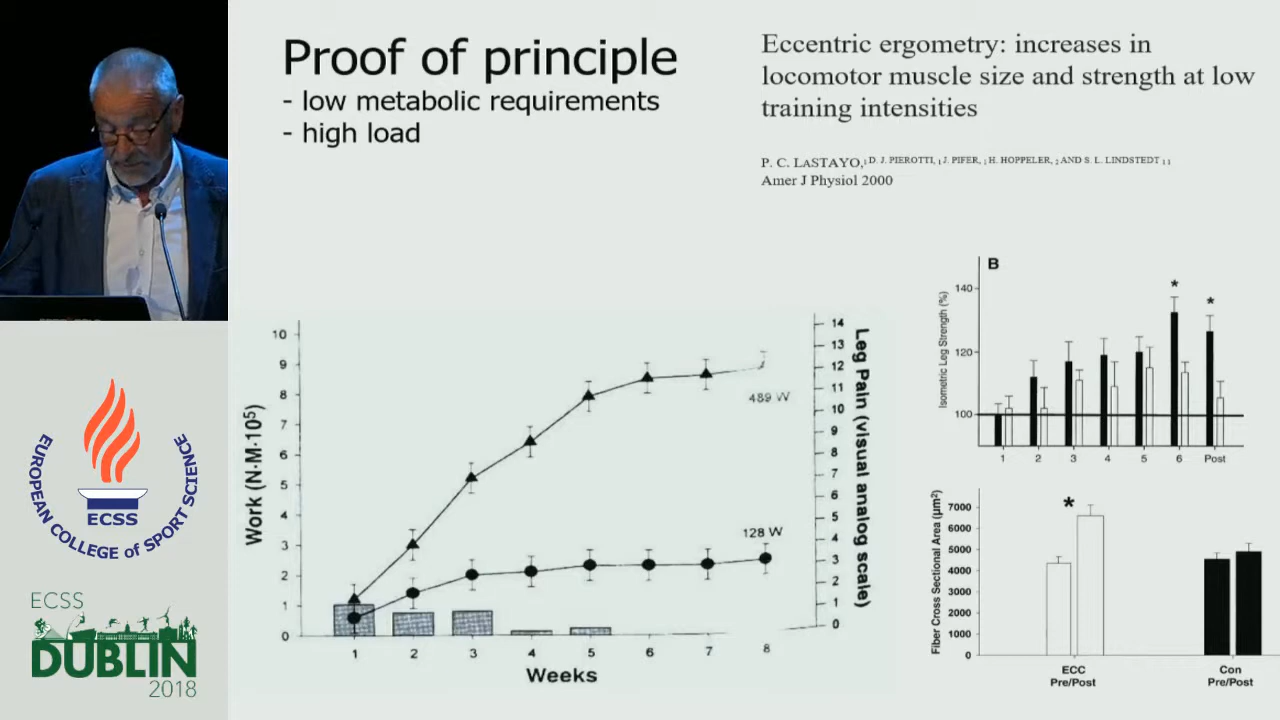 Proof of principle
- low metabolic requirements
- high load
Eccentric ergometry: increases in
locomotor muscle size and strength at low
training intensities
P. C. LASTAYO,1 D. J. PIEROTTI, 1 J. PIFER, 1 H. HOPPELER, 2 AND S. L. LINDSTEDT 1 1
Amer J Physiol 2000
EUROPEAN COLLEGE of SPORT SCIENCE
ECSS
ECSS
DUBLIN
2018
Work (N·M·10⁵)
10
9
8
7
6
5
4
3
2
1
0
489 W
128 W
1 2 3 4 5 6 7 8
Weeks
14
13
12
11
10
9
8
7
6
5
4
3
2
1
0
Leg Pain (visual analog scale)
B
Isometric Leg Strength (%)
140
120
100
* *
1 2 3 4 5 6 Post
Fiber Cross Sectional Area (μm²)
7000
6000
5000
4000
3000
2000
1000
0
*
ECC Con
Pre/Post Pre/Post